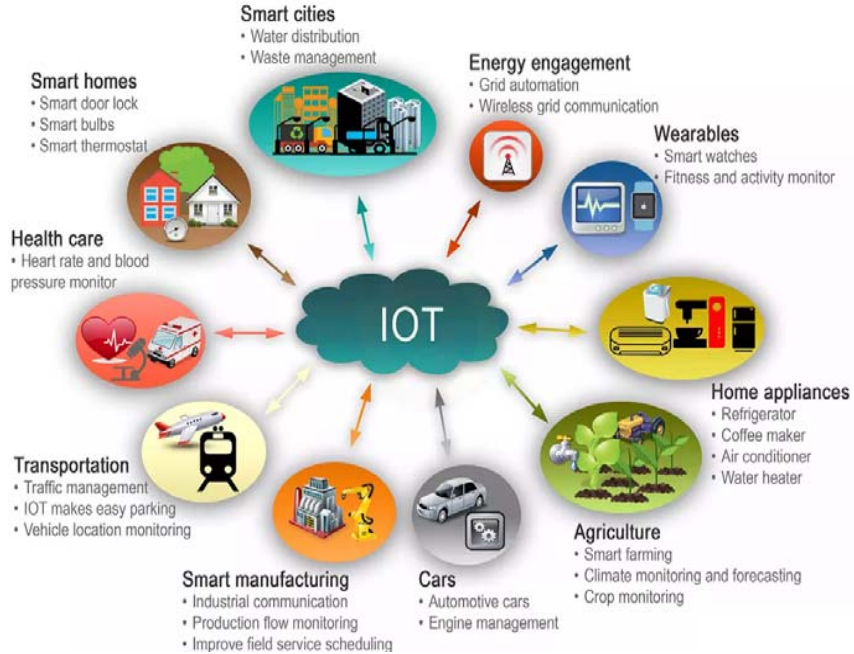 Smart cities
• Water distribution
• Waste management
Energy engagement
• Grid automation
• Wireless grid communication
Smart homes
• Smart door lock
• Smart bulbs
• Smart thermostat
Wearables
• Smart watches
• Fitness and activity monitor
Health care
• Heart rate and blood
pressure monitor
IOT
Home appliances
• Refrigerator
• Coffee maker
• Air conditioner
• Water heater
Transportation
• Traffic management
• IOT makes easy parking
• Vehicle location monitoring
Agriculture
• Smart farming
• Climate monitoring and forecasting
• Crop monitoring
Smart manufacturing
• Industrial communication
• Production flow monitoring
• Improve field service scheduling
Cars
• Automotive cars
• Engine management